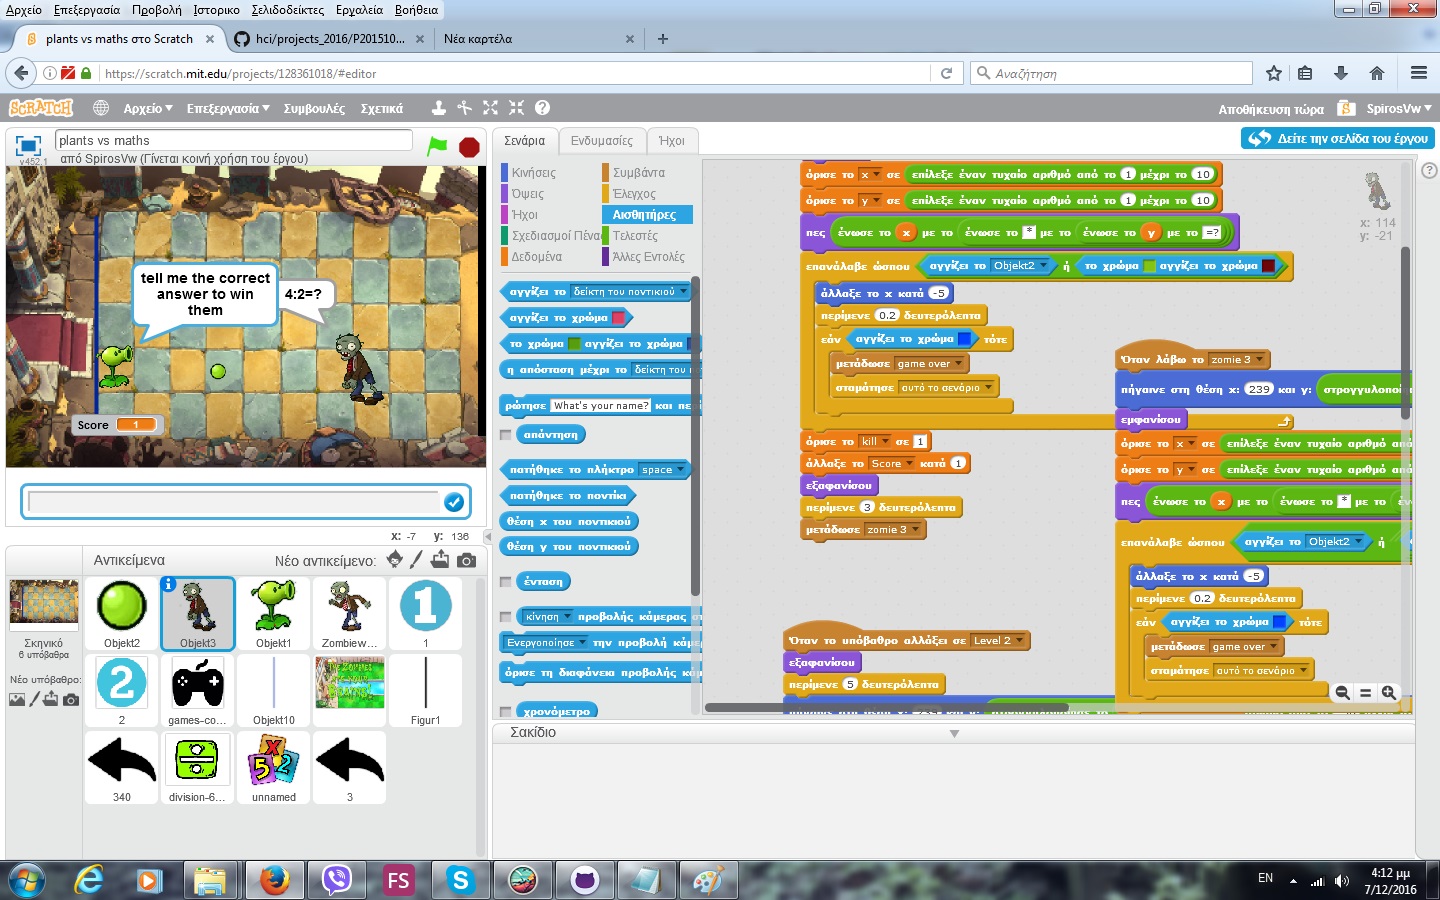 Αρχείο Επεξεργασία Προβολή Ιστορικο Σελιδοδείκτες Εργαλεία Βοήθεια
plants vs maths στο Scratch
hci/projects_2016/P201510...
Νέα καρτέλα
https://scratch.mit.edu/projects/128361018/#editor
Αναζήτηση
SCRATCH
Αρχείο Επεξεργασία Συμβουλές Σχετικά
Αποθήκευση τώρα
SpirosVw
plants vs maths
από SpirosVw (Γίνεται κοινή χρήση του έργου)
v452.1
Σενάρια Ενδυμασίες Ήχοι
Δείτε την σελίδα του έργου
tell me the correct
answer to win
them
4:2=?
Score 1
x: -7 y: 136
Αντικείμενα
Νέο αντικείμενο:
Σκηνικό
6 υπόβαθρα
Νέο υπόβαθρο:
Objekt2
Objekt3
Objekt1
Zombiew...
1
2
games-co...
Objekt10
Figur1
340
division-6...
unnamed
3
Κινήσεις
Όψεις
Ήχοι
Σχεδιασμοί Πένας
Δεδομένα
Συμβάντα
Έλεγχος
Αισθητήρες
Τελεστές
Άλλες Εντολές
αγγίζει το δείκτη του ποντικιού
αγγίζει το χρώμα
το χρώμα αγγίζει το χρώμα
η απόσταση μέχρι το δείκτη του
ρώτησε What's your name? και
απάντηση
πατήθηκε το πλήκτρο space
πατήθηκε το ποντίκι
θέση x του ποντικιού
θέση y του ποντικιού
ένταση
κίνηση προβολής κάμερας
Ενεργοποίησε την προβολή
όρισε τη διαφάνεια προβολής
χρονόμετρο
όρισε το x σε επίλεξε έναν τυχαίο αριθμό από το 1 μέχρι το 10
όρισε το y σε επίλεξε έναν τυχαίο αριθμό από το 1 μέχρι το 10
πες ένωσε το x με το ένωσε το * με το ένωσε το y με το =?
επανάλαβε ώσπου αγγίζει το Objekt2 ή το χρώμα αγγίζει το χρώμα
άλλαξε το x κατά -5
περίμενε 0.2 δευτερόλεπτα
εάν αγγίζει το χρώμα τότε
μετάδωσε game over
σταμάτησε αυτό το σενάριο
όρισε το kill σε 1
άλλαξε το Score κατά 1
εξαφανίσου
περίμενε 3 δευτερόλεπτα
μετάδωσε zomie 3
Όταν το υπόβαθρο αλλάξει σε Level 2
εξαφανίσου
περίμενε 5 δευτερόλεπτα
Όταν λάβω το zomie 3
πήγαινε στη θέση x: 239 και y:
εμφανίσου
όρισε το x σε επίλεξε έναν τυχαίο αριθμό από
όρισε το y σε επίλεξε έναν τυχαίο αριθμό από
πες ένωσε το x με το ένωσε το * με το
επανάλαβε ώσπου αγγίζει το Objekt2 ή
άλλαξε το x κατά -5
περίμενε 0.2 δευτερόλεπτα
εάν αγγίζει το χρώμα τότε
μετάδωσε game over
σταμάτησε αυτό το σενάριο
x: 114
y: -21
Σακίδιο
FS
EN
4:12 μμ
7/12/2016